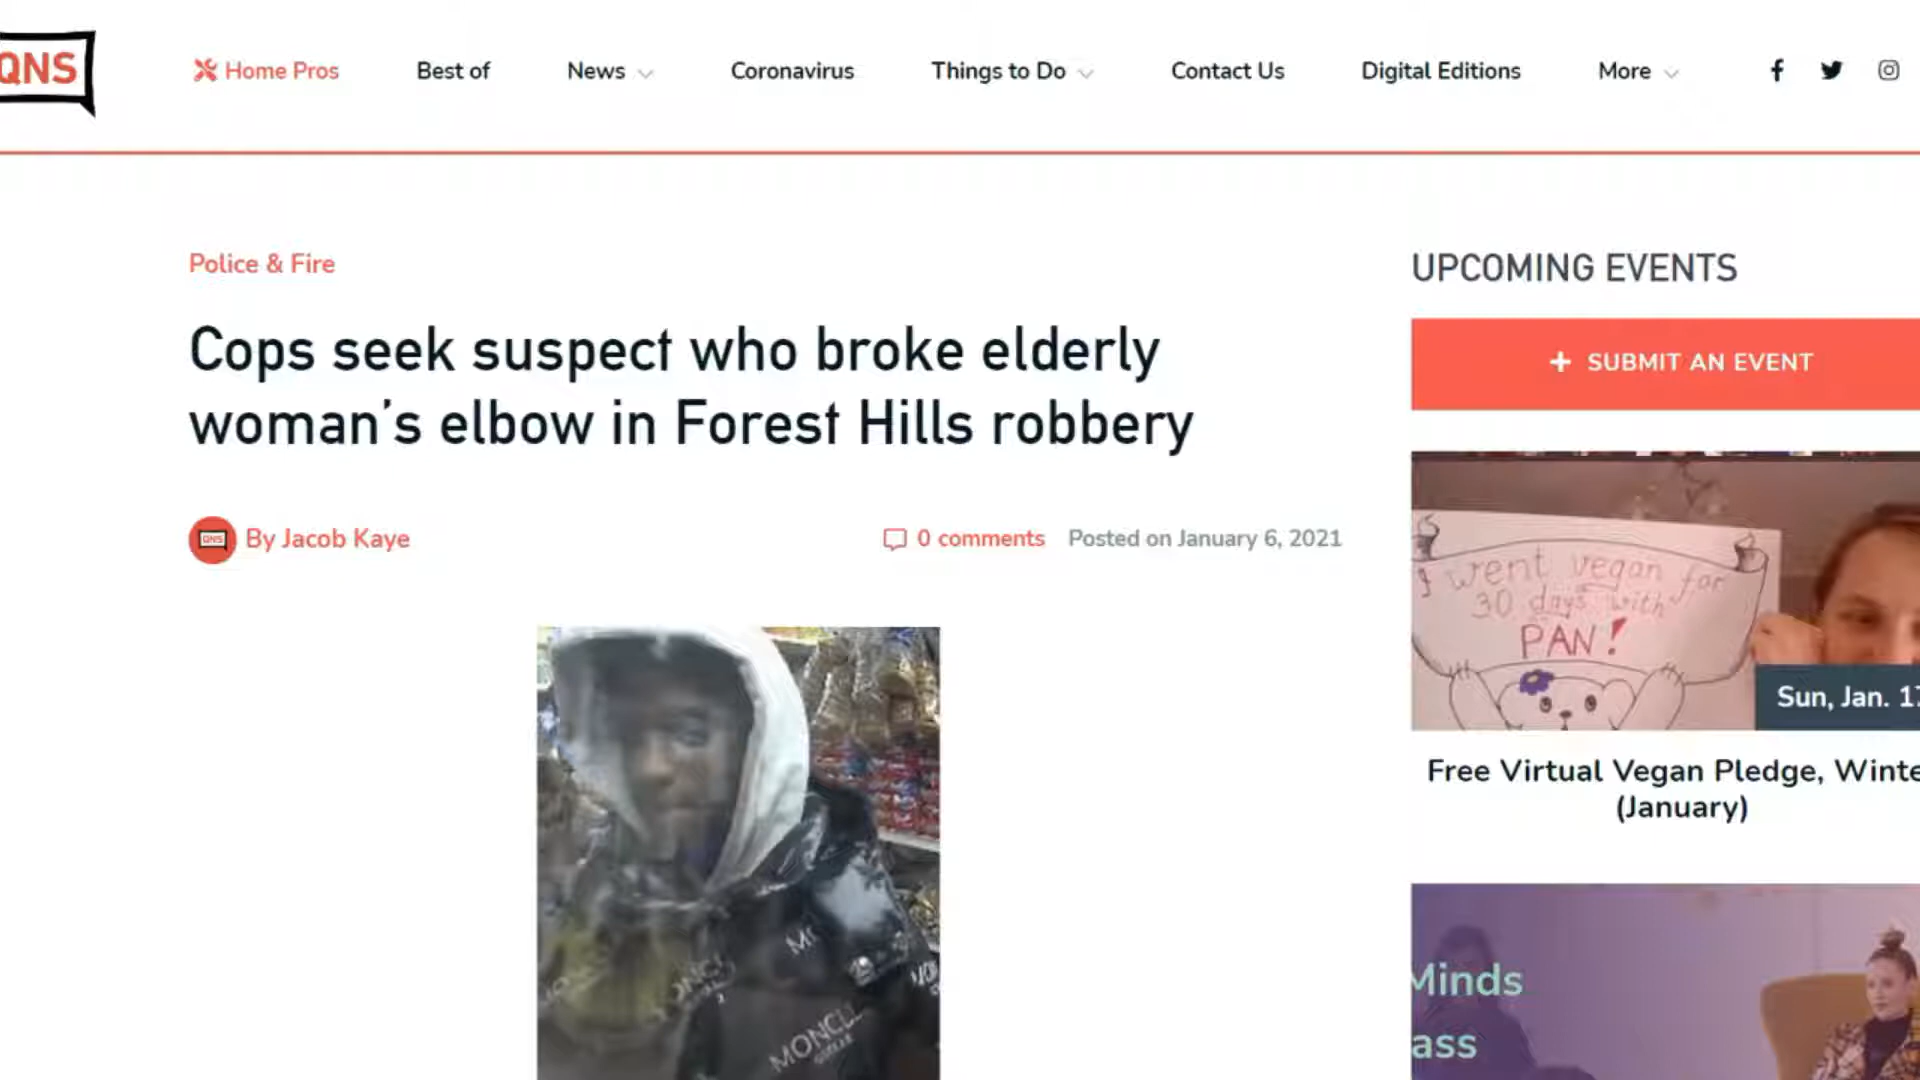 QNS
Home Pros
Best of
News
Coronavirus
Things to Do
Contact Us
Digital Editions
More
Police & Fire
Cops seek suspect who broke elderly
woman's elbow in Forest Hills robbery
QNS
By Jacob Kaye
0 comments
Posted on January 6, 2021
MONCL
UPCOMING EVENTS
+ SUBMIT AN EVENT
I went vegan for
30 days with
PAN!
Sun, Jan. 17
Free Virtual Vegan Pledge, Winte
(January)
Minds
ass